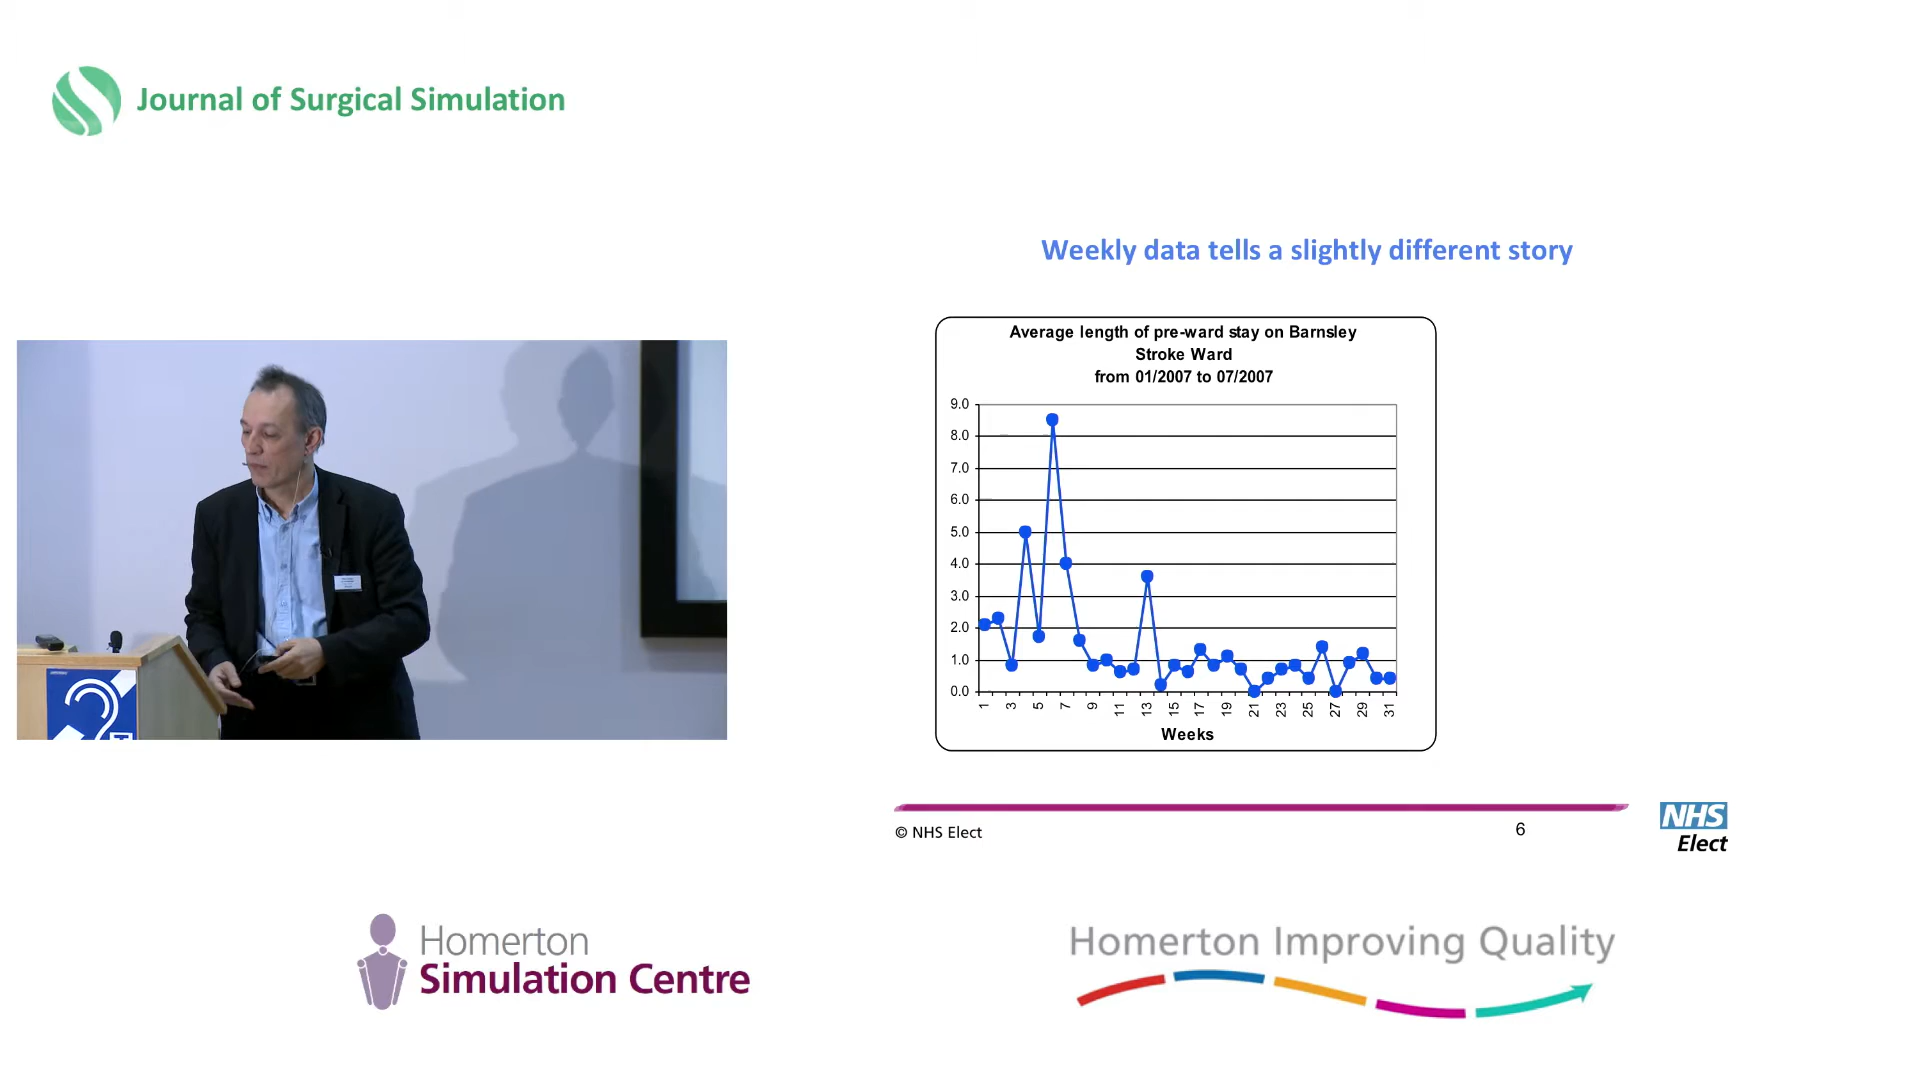 Journal of Surgical Simulation
Weekly data tells a slightly different story
Average length of pre-ward stay on Barnsley
Stroke Ward
from 01/2007 to 07/2007
9.0
8.0
7.0
6.0
5.0
4.0
3.0
2.0
1.0
0.0
1
3
5
7
9
11
13
15
17
19
21
23
25
27
29
31
Weeks
© NHS Elect
6
NHS
Elect
T
Homerton
Simulation Centre
Homerton Improving Quality